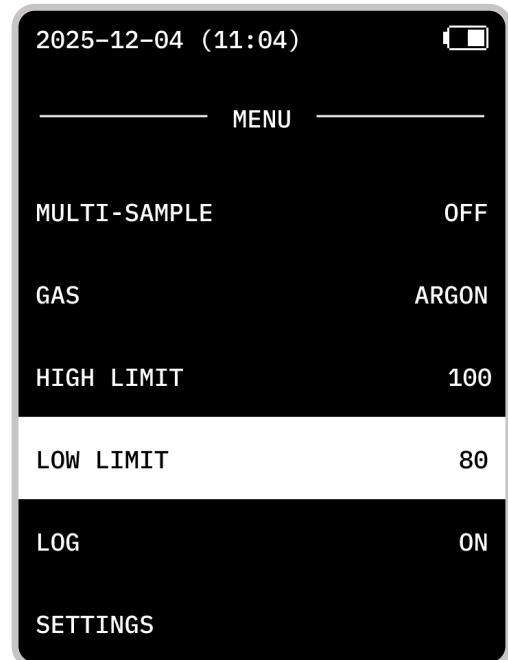 2025-12-04 (11:04)
MENU
MULTI-SAMPLE OFF
GAS ARGON
HIGH LIMIT 100
LOW LIMIT 80
LOG ON
SETTINGS